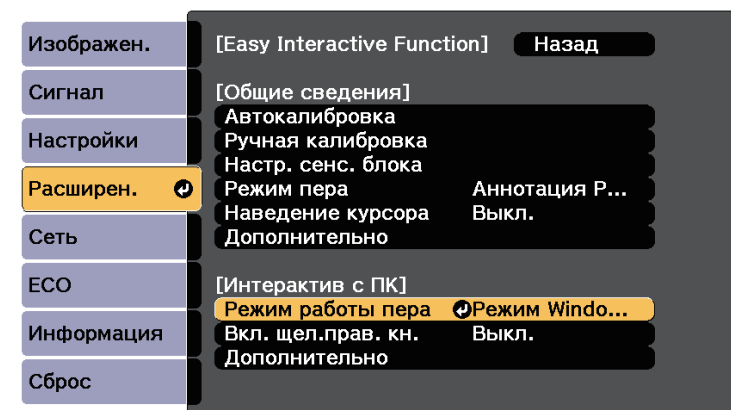 Изображен.
Сигнал
Настройки
Расширен.
Сеть
ECO
Информация
Сброс
[Easy Interactive Function] Назад
[Общие сведения]
Автокалибровка
Ручная калибровка
Настр. сенс. блока
Режим пера Аннотация P...
Наведение курсора Выкл.
Дополнительно
[Интерактив с ПК]
Режим работы пера Режим Windo...
Вкл. щел.прав. кн. Выкл.
Дополнительно